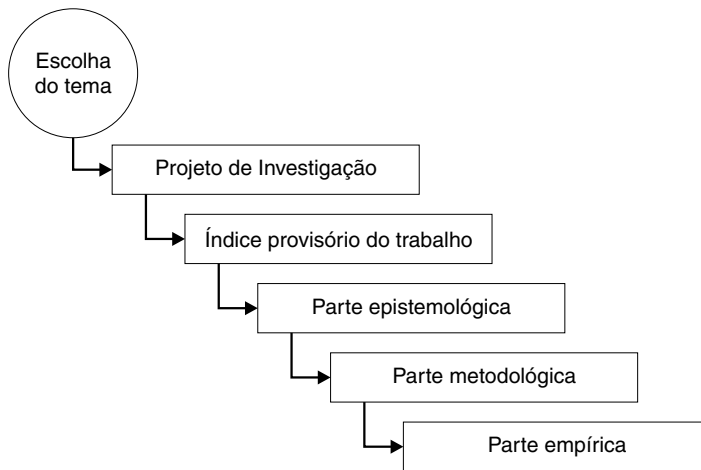 Escolha
do tema
Projeto de Investigação
Índice provisório do trabalho
Parte epistemológica
Parte metodológica
Parte empírica